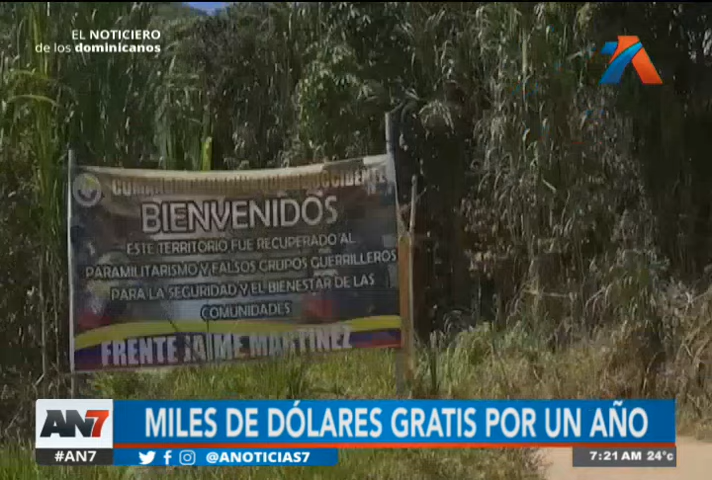 EL NOTICIERO
de los dominicanos
BIENVENIDOS
ESTE TERRITORIO FUE RECUPERADO AL
PARAMILITARISMO Y FALSOS GRUPOS GUERRILLEROS
PARA LA SEGURIDAD Y EL BIENESTAR DE LAS
COMUNIDADES
FRENTE JAIME MARTINEZ
AN7 MILES DE DÓLARES GRATIS POR UN AÑO
#AN7 @ANOTICIAS7 7:21 AM 24°C